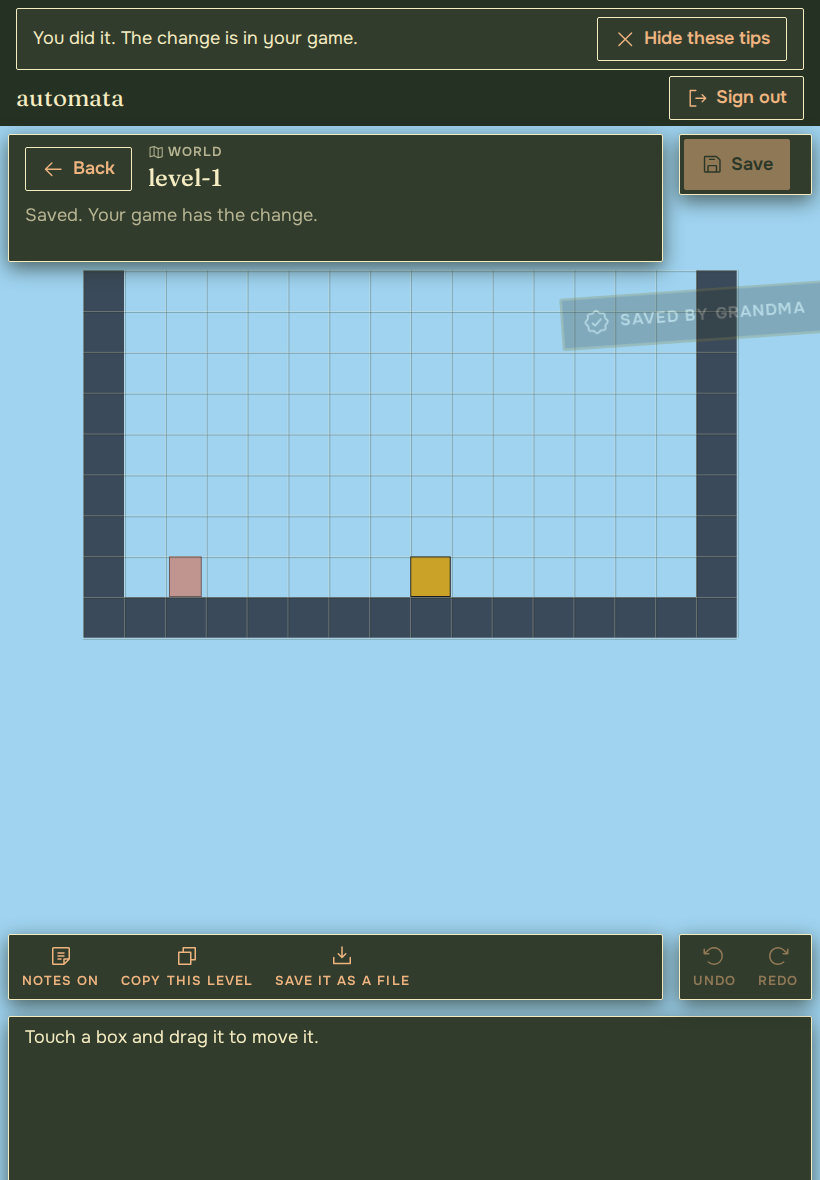 You did it. The change is in your game.
Hide these tips
automata
Sign out
Back
WORLD
level-1
Save
Saved. Your game has the change.
SAVED BY GRANDMA
NOTES ON
COPY THIS LEVEL
SAVE IT AS A FILE
UNDO
REDO
Touch a box and drag it to move it.